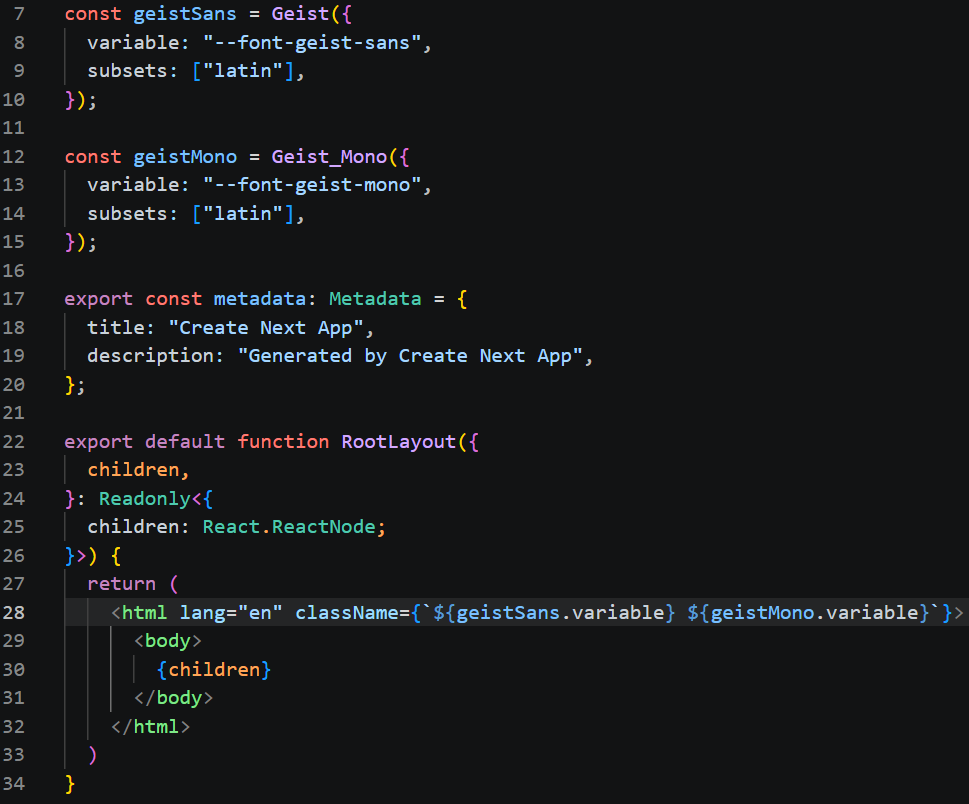 7 const geistSans = Geist({
8   variable: "--font-geist-sans",
9   subsets: ["latin"],
10 });
11
12 const geistMono = Geist_Mono({
13   variable: "--font-geist-mono",
14   subsets: ["latin"],
15 });
16
17 export const metadata: Metadata = {
18   title: "Create Next App",
19   description: "Generated by Create Next App",
20 };
21
22 export default function RootLayout({
23   children,
24 }: Readonly<{
25   children: React.ReactNode;
26 }>) {
27   return (
28     <html lang="en" className={`${geistSans.variable} ${geistMono.variable}`}>
29       <body>
30         {children}
31       </body>
32     </html>
33   )
34 }